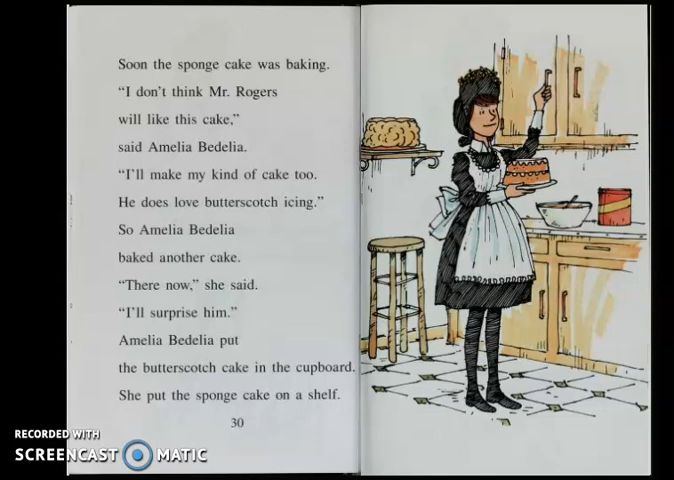 Soon the sponge cake was baking.
“I don’t think Mr. Rogers
will like this cake,”
said Amelia Bedelia.
“I’ll make my kind of cake too.
He does love butterscotch icing.”
So Amelia Bedelia
baked another cake.
“There now,” she said.
“I’ll surprise him.”
Amelia Bedelia put
the butterscotch cake in the cupboard.
She put the sponge cake on a shelf.
30
RECORDED WITH
SCREENCAST MATIC